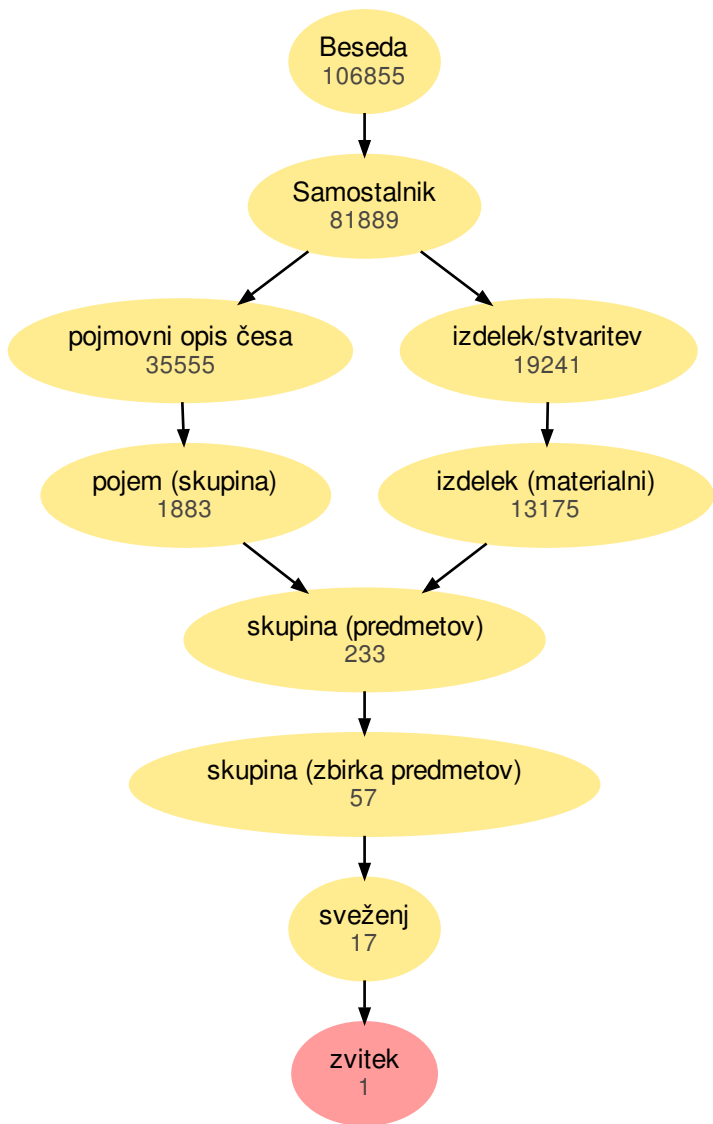 Beseda
106855
Samostalnik
81889
pojmovni opis česa
35555
izdelek/stvaritev
19241
pojem (skupina)
1883
izdelek (materialni)
13175
skupina (predmetov)
233
skupina (zbirka predmetov)
57
sveženj
17
zvitek
1